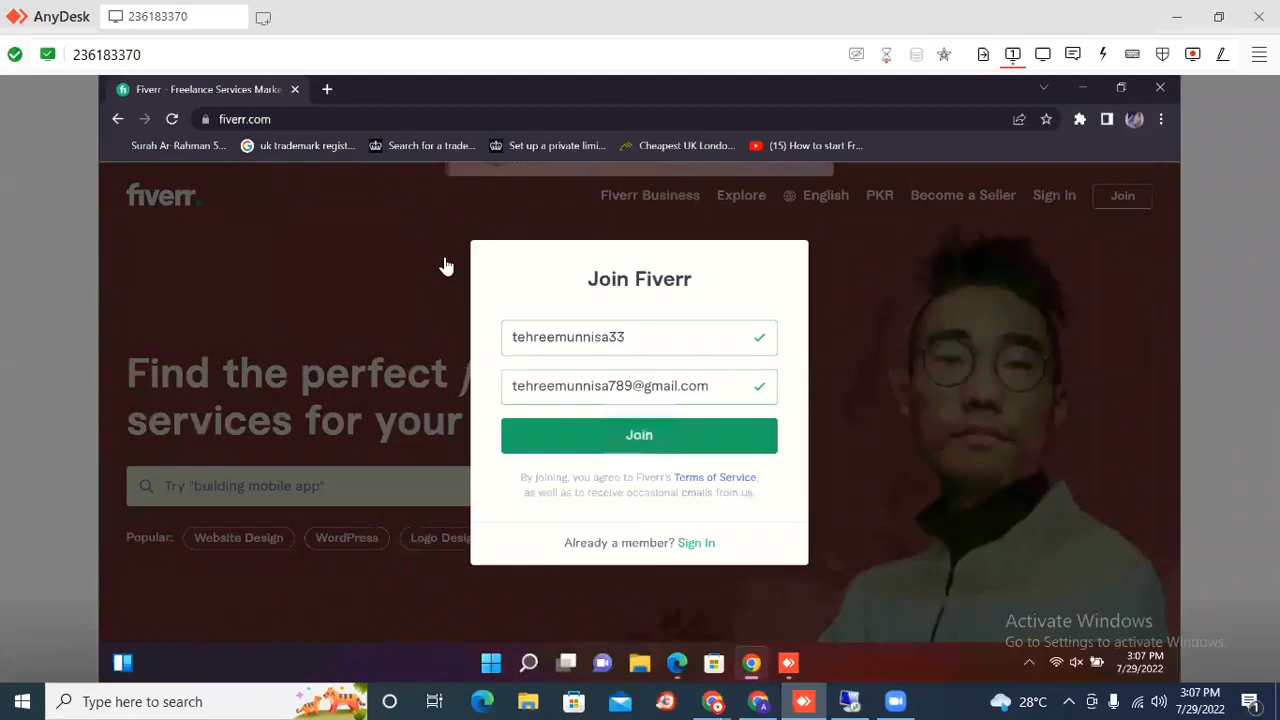 AnyDesk
236183370
236183370
1
Fiverr - Freelance Services Marke
fiverr.com
Surah Ar-Rahman 5...
uk trademark regist...
Search for a trade...
Set up a private limi...
Cheapest UK Londo...
(15) How to start Fr...
fiverr.
Fiverr Business
Explore
English
PKR
Become a Seller
Sign in
Join
Join Fiverr
tehreemunnisa33
tehreemunnisa789@gmail.com
Join
By joining, you agree to Fiverr's Terms of Service,
as well as to receive occasional emails from us.
Already a member? Sign In
Find the perfect
services for your
Try "building mobile app"
Popular:
Website Design
WordPress
Logo Desig
Activate Windows
Go to Settings to activate Windows.
3:07 PM
7/29/2022
Type here to search
28°C
3:07 PM
7/29/2022
1